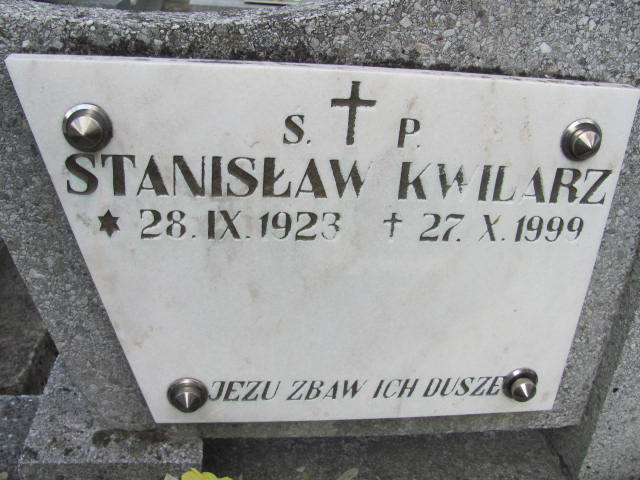 S. P.
STANISŁAW KWILARZ
28. IX. 1923 27. X. 1999
JEZU ZBAW ICH DUSZE